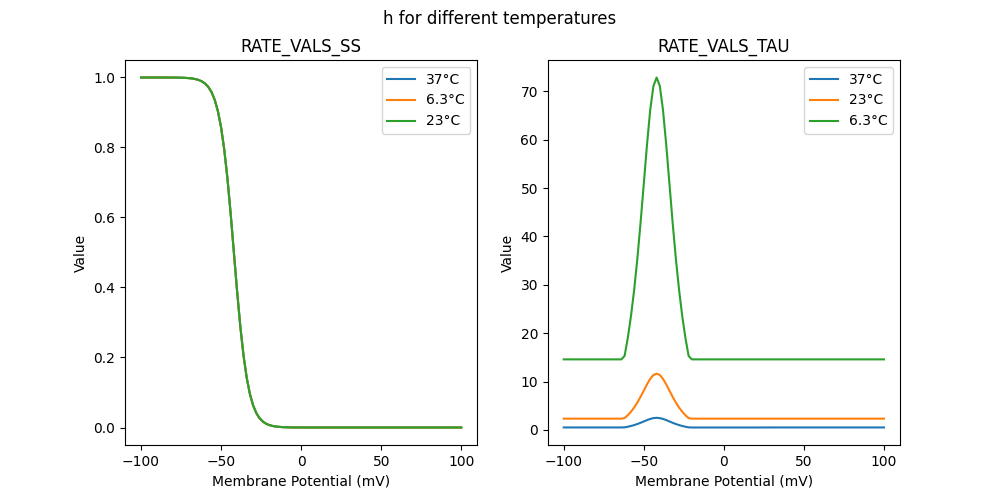 h for different temperatures
RATE_VALS_SS
1.0
0.8
0.6
0.4
0.2
0.0
Value
−100
−50
0
50
100
Membrane Potential (mV)
37°C
6.3°C
23°C
RATE_VALS_TAU
70
60
50
40
30
20
10
0
Value
−100
−50
0
50
100
Membrane Potential (mV)
37°C
23°C
6.3°C